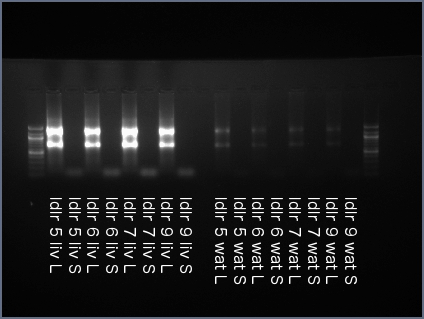 ldlr 5 liv L
ldlr 5 liv S
ldlr 6 liv L
ldlr 6 liv S
ldlr 7 liv L
ldlr 7 liv S
ldlr 9 liv L
ldlr 9 liv S
ldlr 5 wat L
ldlr 5 wat S
ldlr 6 wat L
ldlr 6 wat S
ldlr 7 wat L
ldlr 7 wat S
ldlr 9 wat L
ldlr 9 wat S